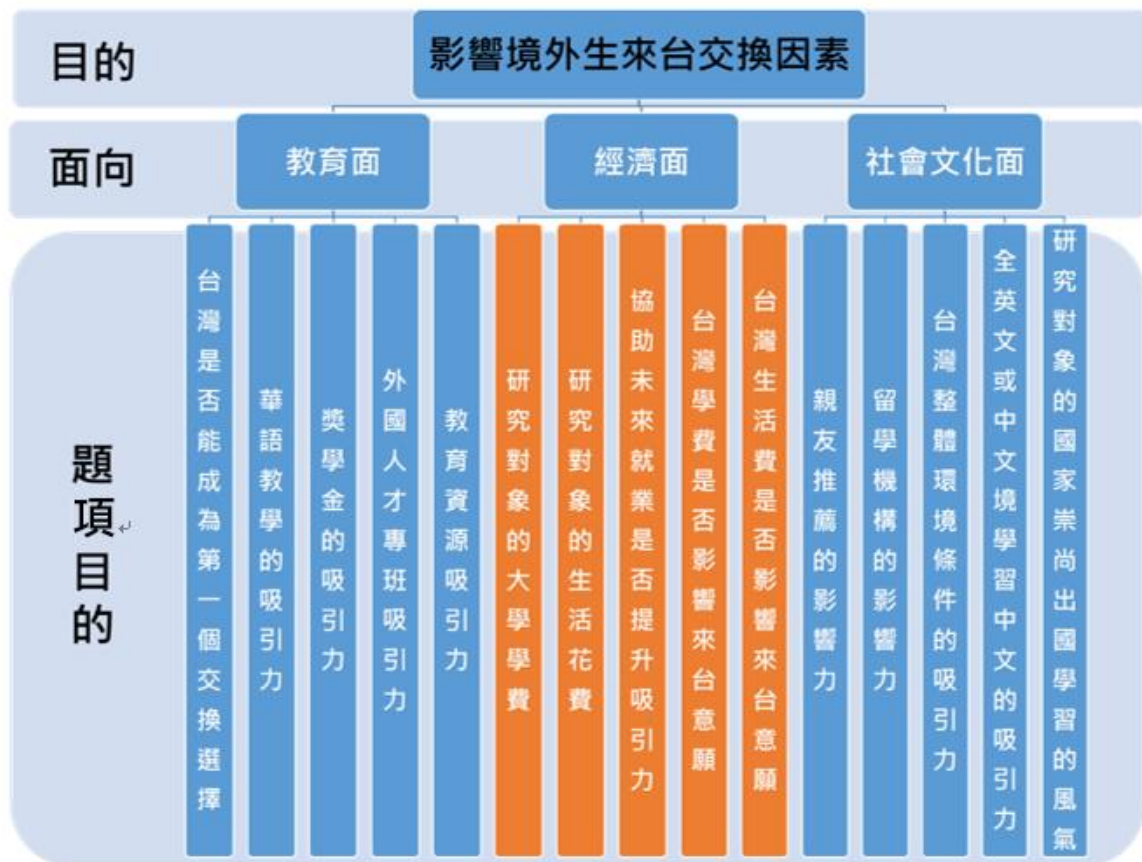 目的
影響境外生來台交換因素
面向
教育面
經濟面
社會文化面
題項目的
台灣是否能成為第一個交換選擇
華語教學的吸引力
獎學金的吸引力
外國人才專班吸引力
教育資源吸引力
研究對象的大學學費
研究對象的生活花費
協助未來就業是否提升吸引力
台灣學費是否影響來台意願
台灣生活費是否影響來台意願
親友推薦的影響力
留學機構的影響力
台灣整體環境條件的吸引力
全英文或中文境學習中文的吸引力
研究對象的國家崇尚出國學習的風氣